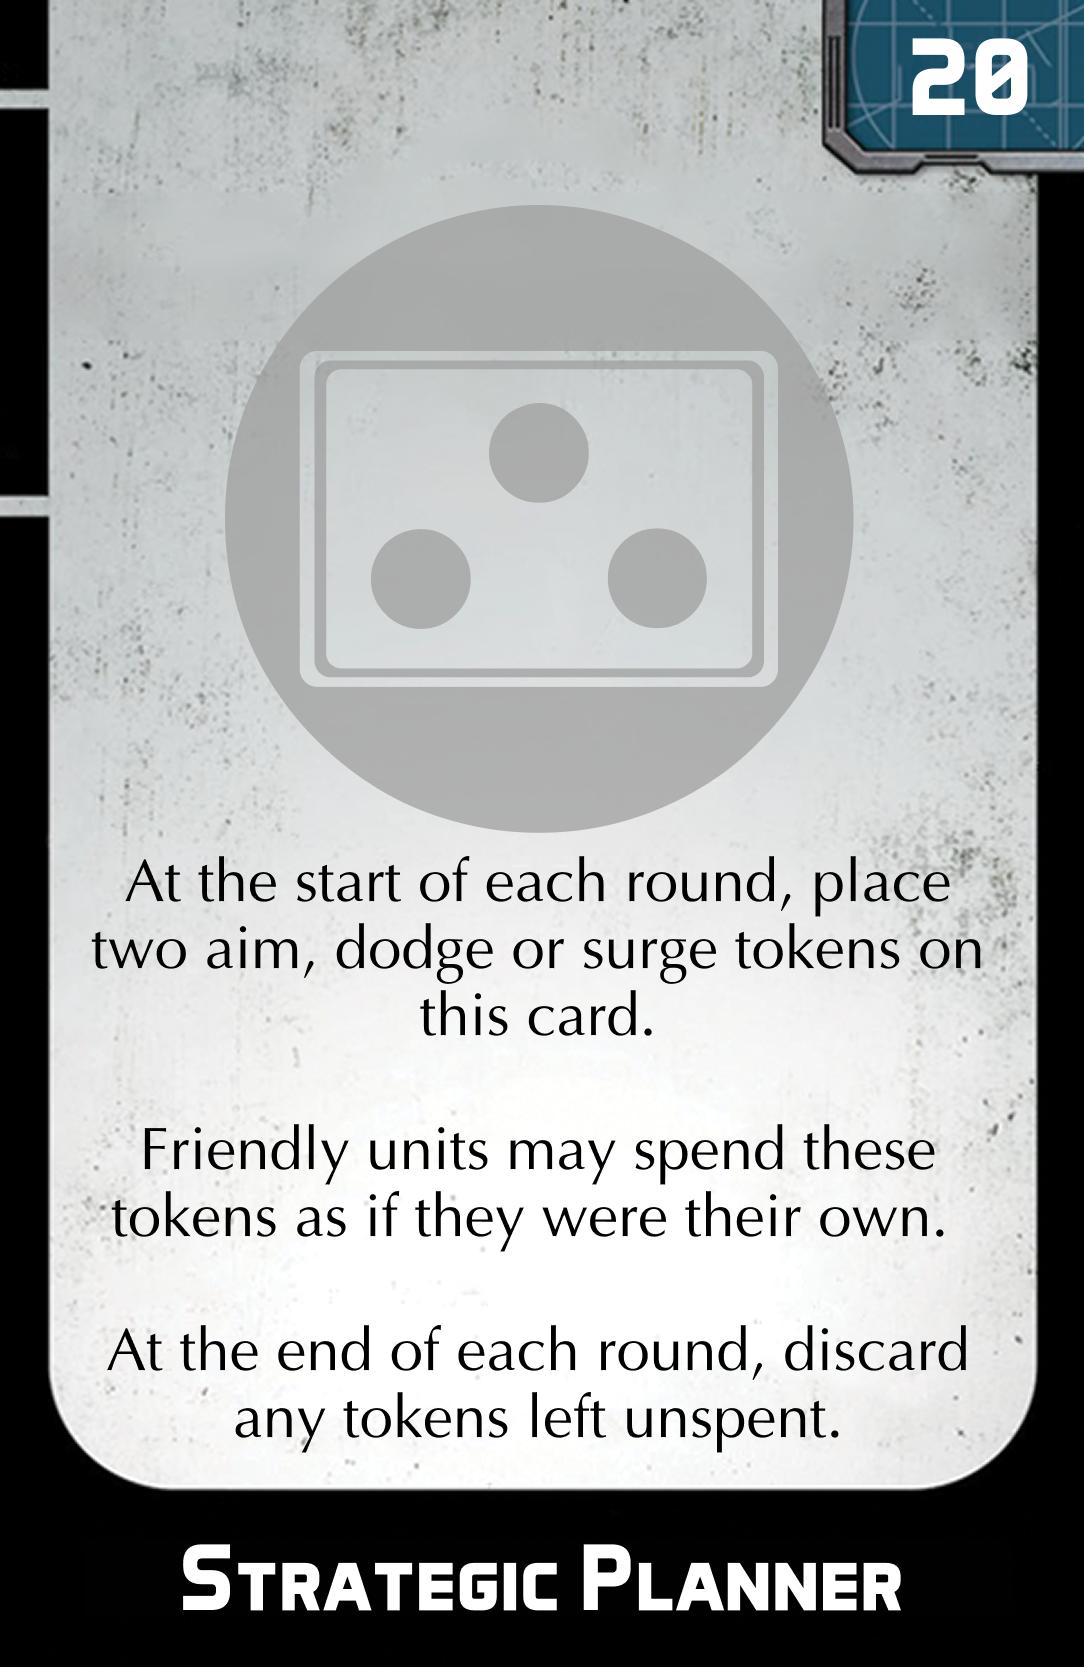 20
At the start of each round, place
two aim, dodge or surge tokens on
this card.
Friendly units may spend these
tokens as if they were their own.
At the end of each round, discard
any tokens left unspent.
Strategic Planner